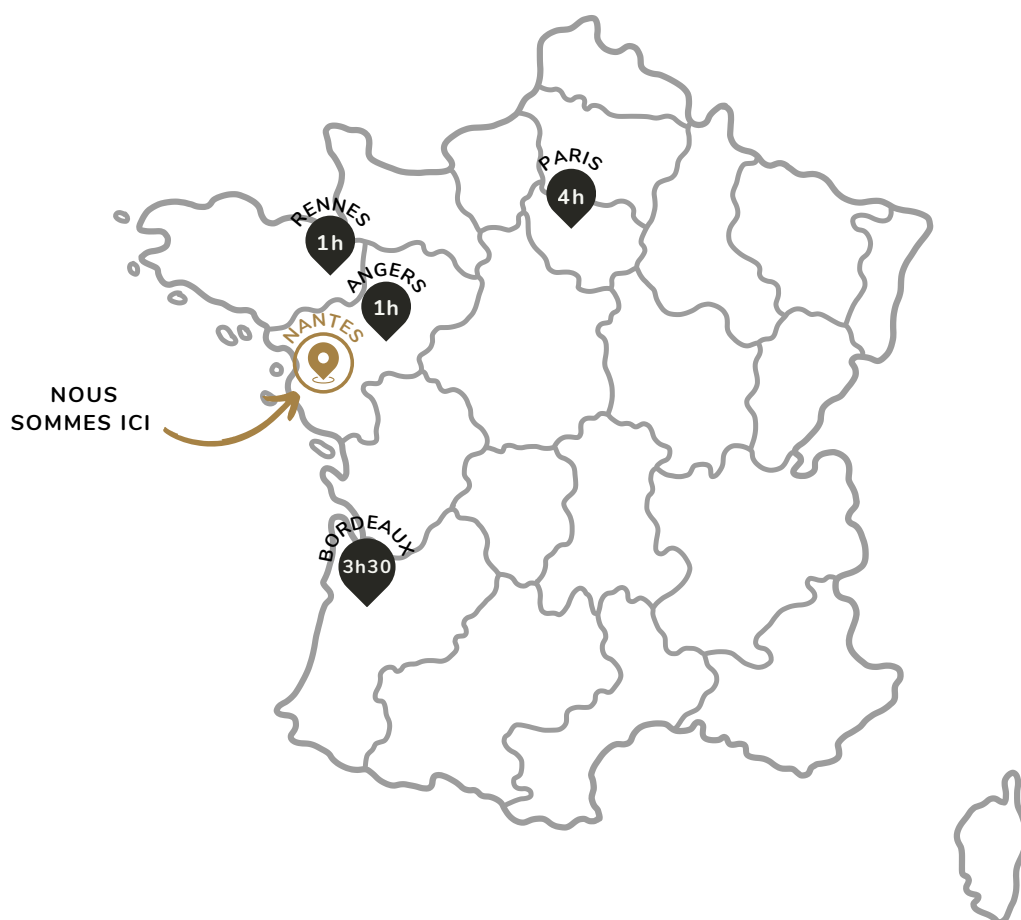 PARIS
4h
RENNES
1h
ANGERS
1h
NANTES
NOUS
SOMMES ICI
BORDEAUX
3h30